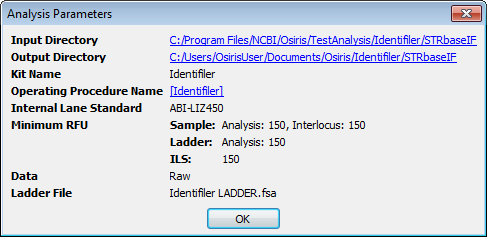 Analysis Parameters
Input Directory C:/Program Files/NCBI/Osiris/TestAnalysis/Identifiler/STRbaseIF
Output Directory C:/Users/OsirisUser/Documents/Osiris/Identifiler/STRbaseIF
Kit Name Identifiler
Operating Procedure Name [Identifiler]
Internal Lane Standard ABI-LIZ450
Minimum RFU Sample: Analysis: 150, Interlocus: 150
Ladder: Analysis: 150
ILS: 150
Data Raw
Ladder File Identifiler LADDER.fsa
OK